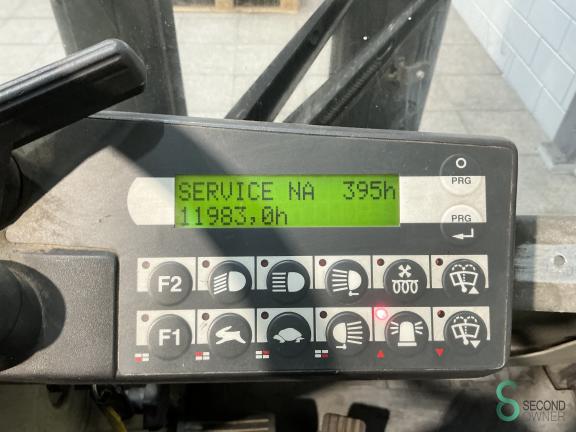 SERVICE NA 395h
11983,0h
PRG
PRG
F2
F1
SECOND
OWNER